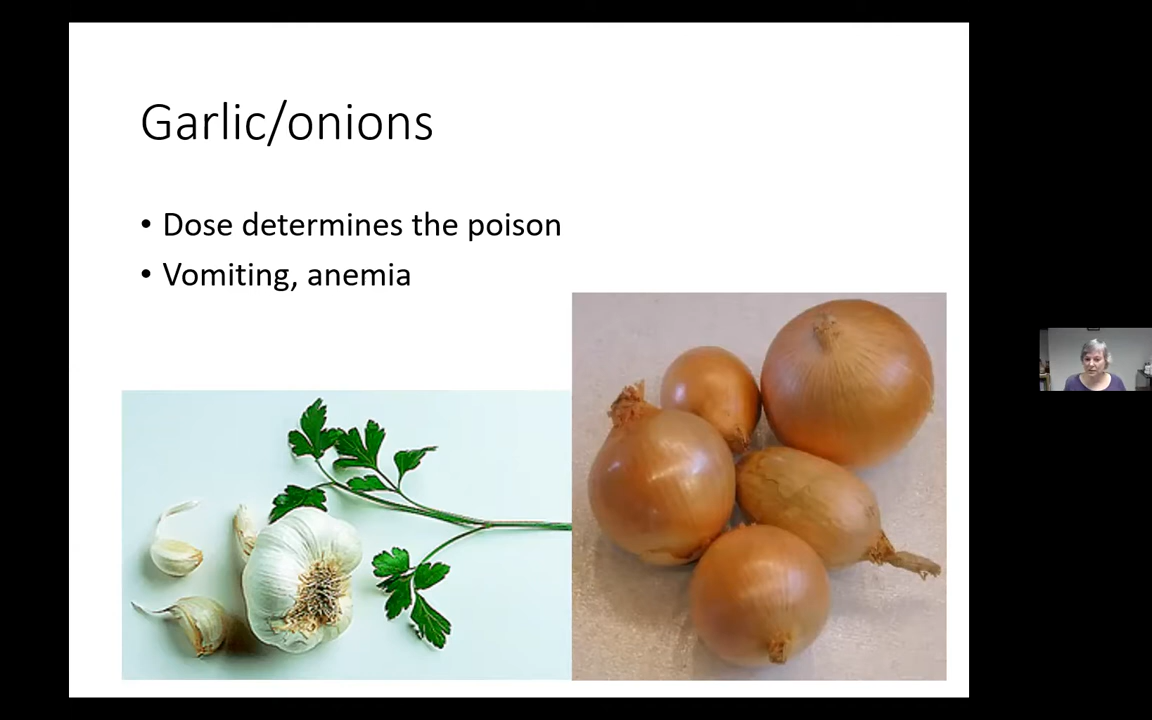 Garlic/onions
• Dose determines the poison
• Vomiting, anemia